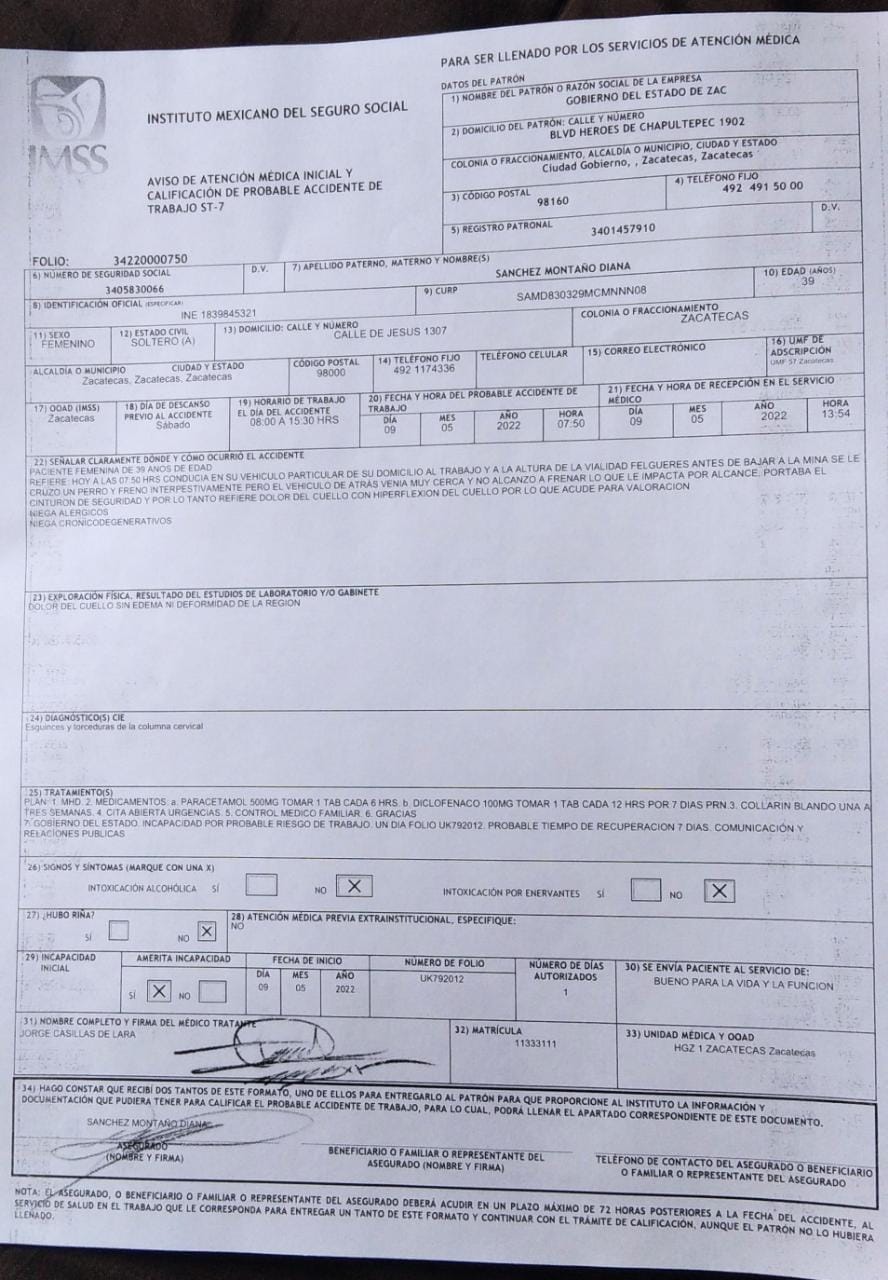 PARA SER LLENADO POR LOS SERVICIOS DE ATENCIÓN MÉDICA
IMSS
INSTITUTO MEXICANO DEL SEGURO SOCIAL
AVISO DE ATENCIÓN MÉDICA INICIAL Y
CALIFICACIÓN DE PROBABLE ACCIDENTE DE
TRABAJO ST-7
DATOS DEL PATRÓN
1) NOMBRE DEL PATRÓN O RAZÓN SOCIAL DE LA EMPRESA
GOBIERNO DEL ESTADO DE ZAC
2) DOMICILIO DEL PATRÓN: CALLE Y NÚMERO
BLVD HEROES DE CHAPULTEPEC 1902
COLONIA O FRACCIONAMIENTO, ALCALDÍA O MUNICIPIO, CIUDAD Y ESTADO
Ciudad Gobierno, , Zacatecas, Zacatecas
3) CÓDIGO POSTAL
98160
4) TELÉFONO FIJO
492 491 50 00
5) REGISTRO PATRONAL
3401457910
D.V.
FOLIO: 34220000750
6) NÚMERO DE SEGURIDAD SOCIAL
3405830066
D.V.
7) APELLIDO PATERNO, MATERNO Y NOMBRE(S)
SANCHEZ MONTAÑO DIANA
8) IDENTIFICACIÓN OFICIAL (ESPECIFICAR)
INE 1839845321
9) CURP
SAMD830329MCMNNN08
10) EDAD (AÑOS)
39
11) SEXO
FEMENINO
12) ESTADO CIVIL
SOLTERO (A)
13) DOMICILIO: CALLE Y NÚMERO
CALLE DE JESUS 1307
COLONIA O FRACCIONAMIENTO
ZACATECAS
ALCALDÍA O MUNICIPIO CIUDAD Y ESTADO
Zacatecas, Zacatecas, Zacatecas
CÓDIGO POSTAL
98000
14) TELÉFONO FIJO
492 1174336
TELÉFONO CELULAR
15) CORREO ELECTRÓNICO
16) UMF DE
ADSCRIPCIÓN
UMF 57 Zacatecas
17) OOAD (IMSS)
Zacatecas
18) DÍA DE DESCANSO
PREVIO AL ACCIDENTE
Sábado
19) HORARIO DE TRABAJO
EL DÍA DEL ACCIDENTE
08:00 A 15:30 HRS
20) FECHA Y HORA DEL PROBABLE ACCIDENTE DE
TRABAJO
DÍA MES AÑO HORA
09 05 2022 07:50
21) FECHA Y HORA DE RECEPCIÓN EN EL SERVICIO
MÉDICO
DÍA MES AÑO HORA
09 05 2022 13:54
22) SEÑALAR CLARAMENTE DÓNDE Y CÓMO OCURRIÓ EL ACCIDENTE
PACIENTE FEMENINA DE 39 ANOS DE EDAD
REFIERE: HOY A LAS 07:50 HRS CONDUCIA EN SU VEHICULO PARTICULAR DE SU DOMICILIO AL TRABAJO Y A LA ALTURA DE LA VIALIDAD FELGUERES ANTES DE BAJAR A LA MINA SE LE
CRUZO UN PERRO Y FRENO INTERPESTIVAMENTE PERO EL VEHICULO DE ATRÁS VENIA MUY CERCA Y NO ALCANZO A FRENAR LO QUE LE IMPACTA POR ALCANCE. PORTABA EL
CINTURON DE SEGURIDAD Y POR LO TANTO REFIERE DOLOR DEL CUELLO CON HIPERFLEXION DEL CUELLO POR LO QUE ACUDE PARA VALORACION
NIEGA ALERGICOS
NIEGA CRONICODEGENERATIVOS
23) EXPLORACIÓN FÍSICA. RESULTADO DEL ESTUDIOS DE LABORATORIO Y/O GABINETE
DOLOR DEL CUELLO SIN EDEMA NI DEFORMIDAD DE LA REGION
24) DIAGNÓSTICO(S) CIE
Esguinces y torceduras de la columna cervical
25) TRATAMIENTO(S)
PLAN: 1. MHD. 2. MEDICAMENTOS: a. PARACETAMOL 500MG TOMAR 1 TAB CADA 6 HRS. b. DICLOFENACO 100MG TOMAR 1 TAB CADA 12 HRS POR 7 DIAS PRN.3. COLLARIN BLANDO UNA A
TRES SEMANAS. 4. CITA ABIERTA URGENCIAS. 5. CONTROL MEDICO FAMILIAR. 6. GRACIAS
7. GOBIERNO DEL ESTADO. INCAPACIDAD POR PROBABLE RIESGO DE TRABAJO. UN DIA FOLIO UK792012. PROBABLE TIEMPO DE RECUPERACION 7 DIAS. COMUNICACIÓN Y
RELACIONES PUBLICAS
26) SIGNOS Y SÍNTOMAS (MARQUE CON UNA X)
INTOXICACIÓN ALCOHÓLICA SÍ NO X INTOXICACIÓN POR ENERVANTES SÍ NO X
27) ¿HUBO RIÑA?
SÍ NO X
28) ATENCIÓN MÉDICA PREVIA EXTRAINSTITUCIONAL, ESPECIFIQUE:
NO
29) INCAPACIDAD
INICIAL
AMERITA INCAPACIDAD
SÍ X NO
FECHA DE INICIO
DÍA MES AÑO
09 05 2022
NÚMERO DE FOLIO
UK792012
NÚMERO DE DÍAS
AUTORIZADOS
1
30) SE ENVÍA PACIENTE AL SERVICIO DE:
BUENO PARA LA VIDA Y LA FUNCION
31) NOMBRE COMPLETO Y FIRMA DEL MÉDICO TRATANTE
JORGE CASILLAS DE LARA
32) MATRÍCULA
11333111
33) UNIDAD MÉDICA Y OOAD
HGZ 1 ZACATECAS Zacatecas
34) HAGO CONSTAR QUE RECIBÍ DOS TANTOS DE ESTE FORMATO, UNO DE ELLOS PARA ENTREGARLO AL PATRÓN PARA QUE PROPORCIONE AL INSTITUTO LA INFORMACIÓN Y
DOCUMENTACIÓN QUE PUDIERA TENER PARA CALIFICAR EL PROBABLE ACCIDENTE DE TRABAJO, PARA LO CUAL, PODRÁ LLENAR EL APARTADO CORRESPONDIENTE DE ESTE DOCUMENTO.
SANCHEZ MONTAÑO DIANA
ASEGURADO
(NOMBRE Y FIRMA)
BENEFICIARIO O FAMILIAR O REPRESENTANTE DEL
ASEGURADO (NOMBRE Y FIRMA)
TELÉFONO DE CONTACTO DEL ASEGURADO O BENEFICIARIO
O FAMILIAR O REPRESENTANTE DEL ASEGURADO
NOTA: EL ASEGURADO, O BENEFICIARIO O FAMILIAR O REPRESENTANTE DEL ASEGURADO DEBERÁ ACUDIR EN UN PLAZO MÁXIMO DE 72 HORAS POSTERIORES A LA FECHA DEL ACCIDENTE, AL
SERVICIO DE SALUD EN EL TRABAJO QUE LE CORRESPONDA PARA ENTREGAR UN TANTO DE ESTE FORMATO Y CONTINUAR CON EL TRÁMITE DE CALIFICACIÓN, AUNQUE EL PATRÓN NO LO HUBIERA
LLENADO.